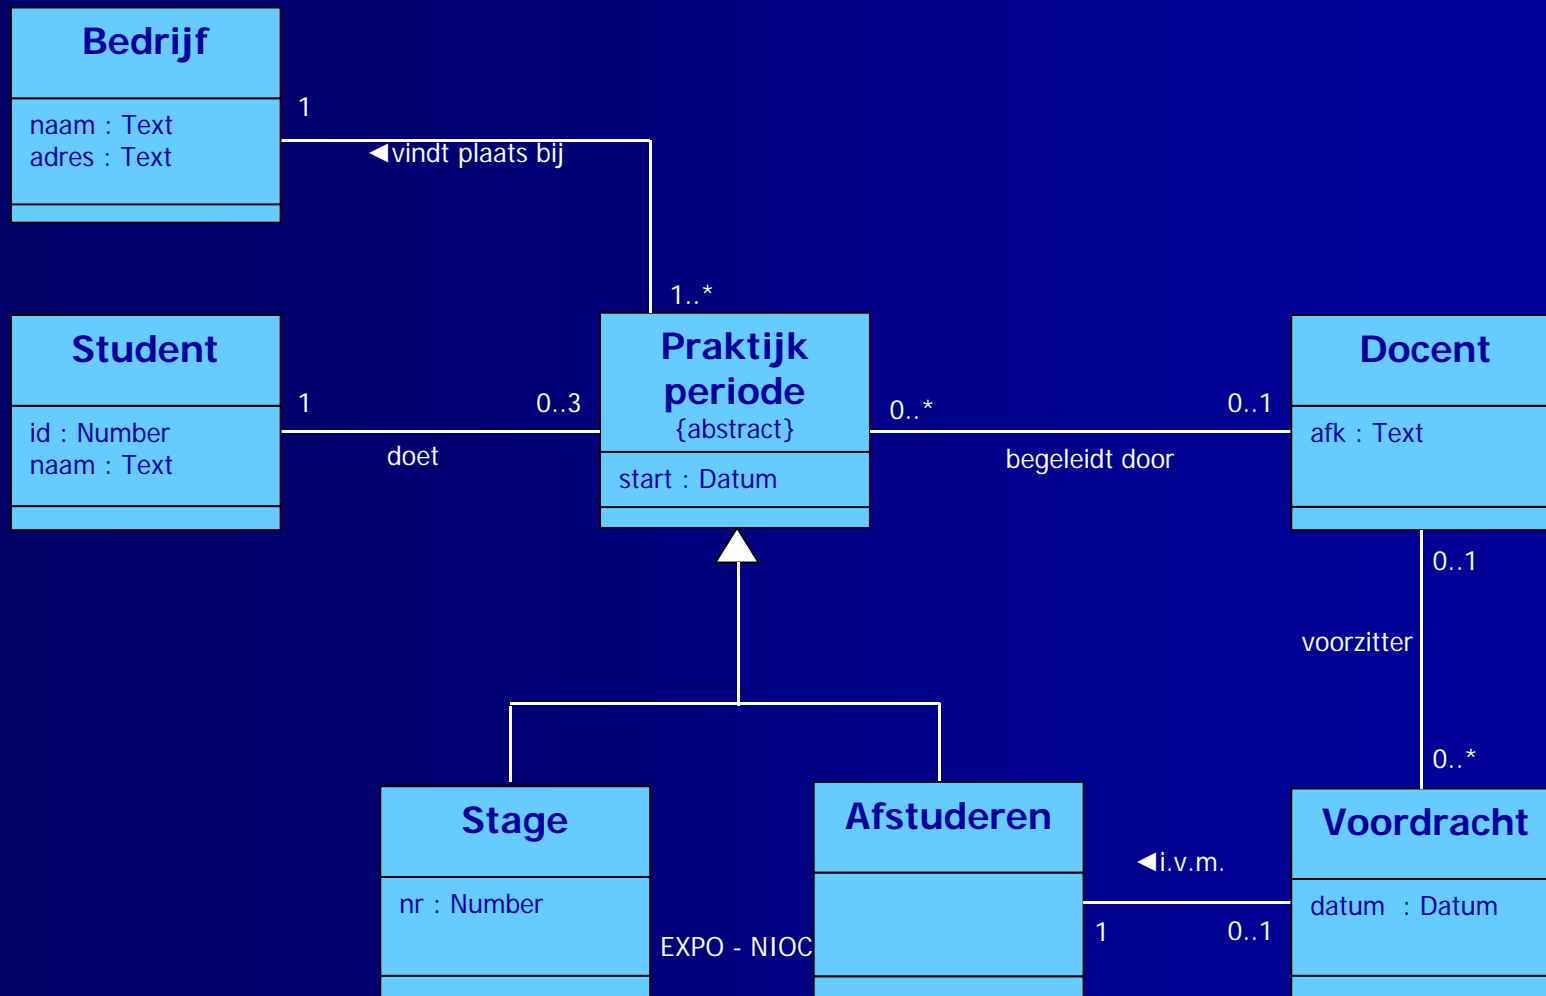 Bedrijf
naam : Text
adres : Text
1
◄vindt plaats bij
1..*
Student
id : Number
naam : Text
1
0..3
doet
Praktijk
periode
{abstract}
start : Datum
0..*
0..1
begeleidt door
Docent
afk : Text
0..1
voorzitter
0..*
Stage
nr : Number
EXPO - NIOC
Afstuderen
◄i.v.m.
1
0..1
Voordracht
datum : Datum